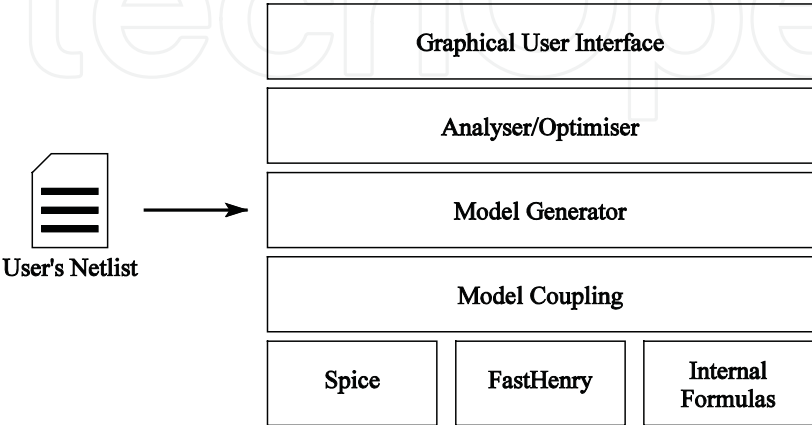 Graphical User Interface
Analyser/Optimiser
Model Generator
User's Netlist
Model Coupling
Spice
FastHenry
Internal
Formulas